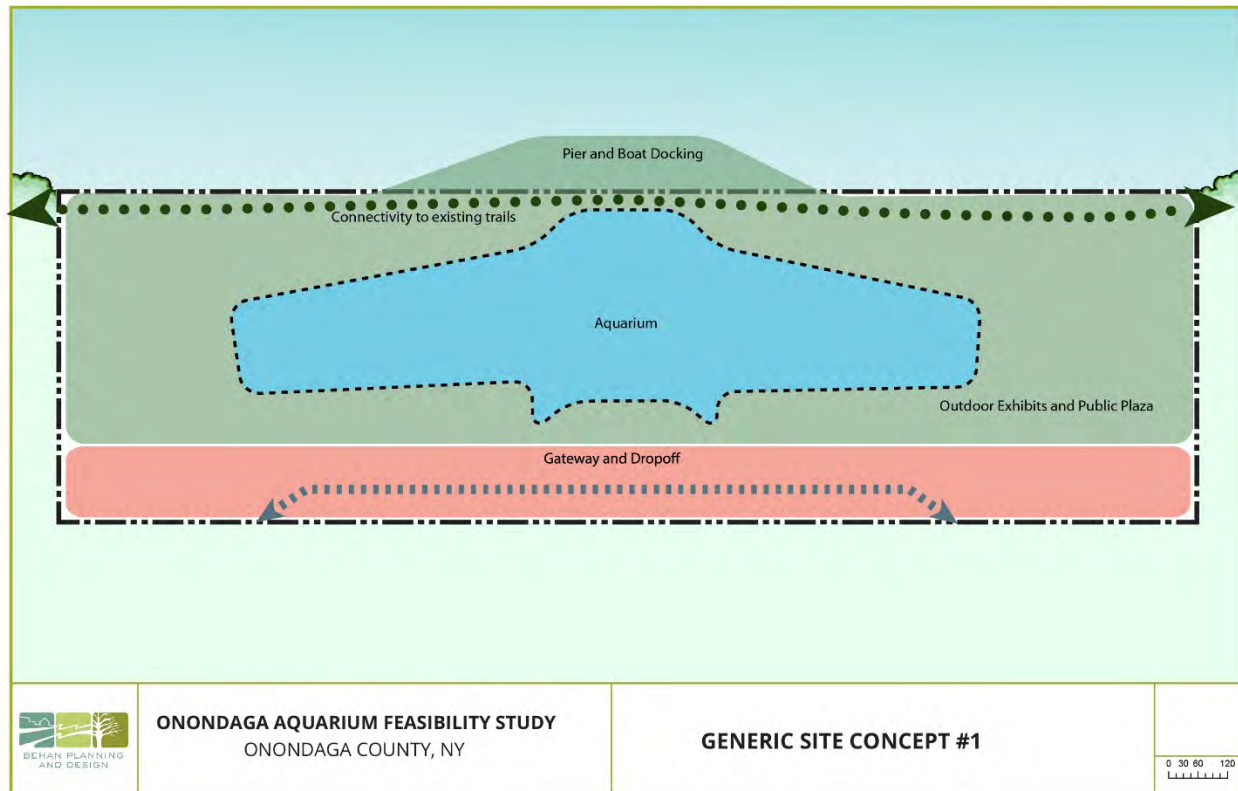 Pier and Boat Docking
Connectivity to existing trails
Aquarium
Outdoor Exhibits and Public Plaza
Gateway and Dropoff
BEHAN PLANNING
AND DESIGN
ONONDAGA AQUARIUM FEASIBILITY STUDY
ONONDAGA COUNTY, NY
GENERIC SITE CONCEPT #1
0 30 60 120